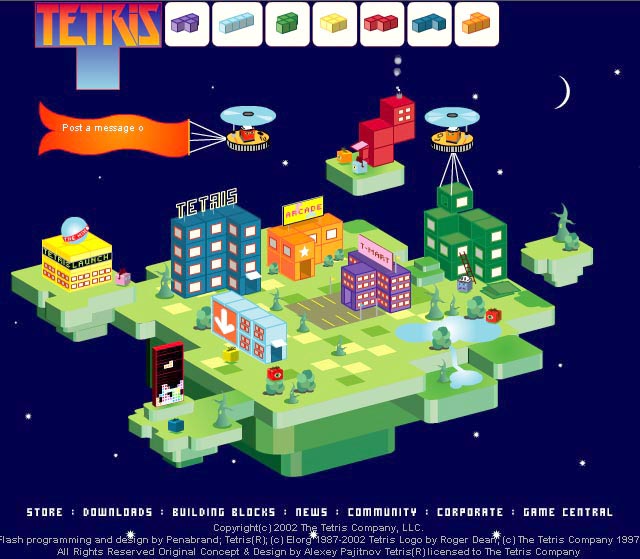 TETRIS
Post a message o
TETRIS
ARCADE
T-MART
TETRIS LAUNCH
STORE : DOWNLOADS : BUILDING BLOCKS : NEWS : COMMUNITY : CORPORATE : GAME CENTRAL
Copyright(c) 2002 The Tetris Company, LLC.
Flash programming and design by Penabrand; Tetris(R); (c) Elorg 1987-2002 Tetris Logo by Roger Dean; (c) The Tetris Company 1997
All Rights Reserved Original Concept & Design by Alexey Pajitnov Tetris(R) licensed to The Tetris Company